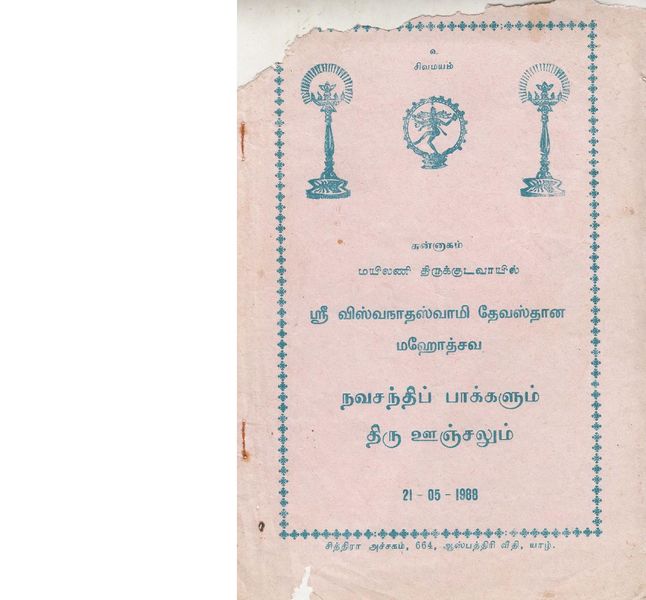 உ
சிவமயம்
சுன்னாகம்
மயிலணி திருக்குடவாயில்
ஸ்ரீ விஸ்வநாதஸ்வாமி தேவஸ்தான
மஹோத்சவ
நவசந்திப் பாக்களும்
திரு ஊஞ்சலும்
21 - 05 - 1988
சித்திரா அச்சகம், 664, ஆஸ்பத்திரி வீதி, யாழ்.